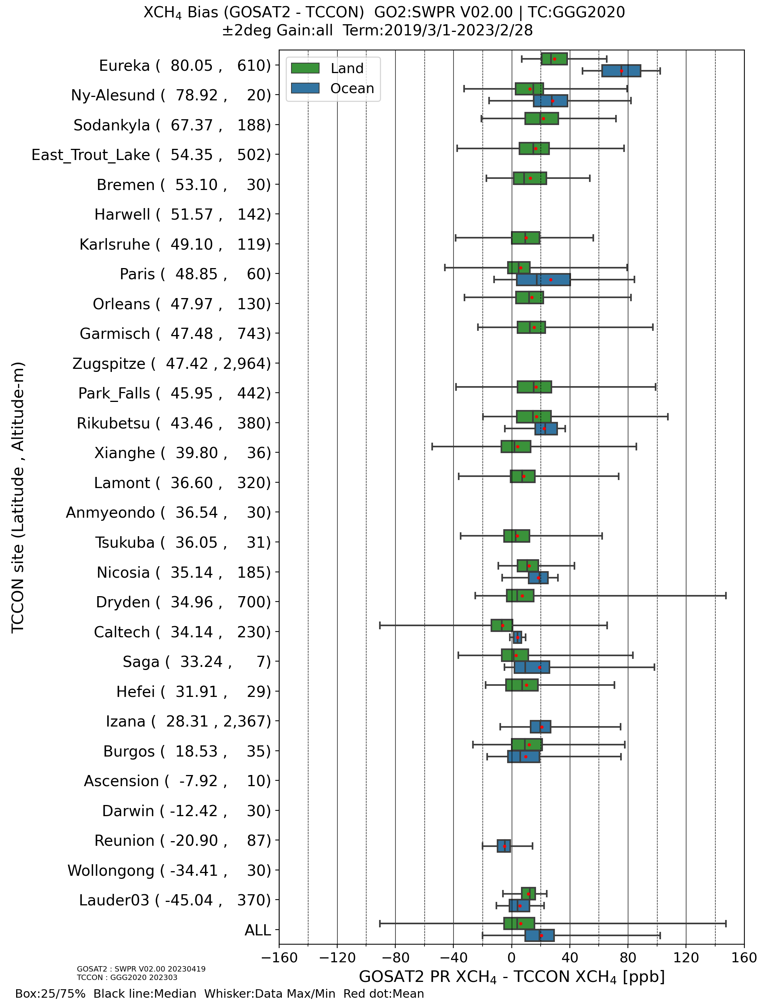 XCH₄ Bias (GOSAT2 - TCCON)  GO2:SWPR V02.00 | TC:GGG2020
±2deg Gain:all  Term:2019/3/1-2023/2/28
Land
Ocean
TCCON site (Latitude , Altitude-m)
Eureka (  80.05 ,   610)
Ny-Alesund (  78.92 ,    20)
Sodankyla (  67.37 ,   188)
East_Trout_Lake (  54.35 ,   502)
Bremen (  53.10 ,    30)
Harwell (  51.57 ,   142)
Karlsruhe (  49.10 ,   119)
Paris (  48.85 ,    60)
Orleans (  47.97 ,   130)
Garmisch (  47.48 ,   743)
Zugspitze (  47.42 , 2,964)
Park_Falls (  45.95 ,   442)
Rikubetsu (  43.46 ,   380)
Xianghe (  39.80 ,    36)
Lamont (  36.60 ,   320)
Anmyeondo (  36.54 ,    30)
Tsukuba (  36.05 ,    31)
Nicosia (  35.14 ,   185)
Dryden (  34.96 ,   700)
Caltech (  34.14 ,   230)
Saga (  33.24 ,     7)
Hefei (  31.91 ,    29)
Izana (  28.31 , 2,367)
Burgos (  18.53 ,    35)
Ascension (  -7.92 ,    10)
Darwin ( -12.42 ,    30)
Reunion ( -20.90 ,    87)
Wollongong ( -34.41 ,    30)
Lauder03 ( -45.04 ,   370)
ALL
−160 −120 −80 −40 0 40 80 120 160
GOSAT2 PR XCH₄ - TCCON XCH₄ [ppb]
GOSAT2 : SWPR V02.00 20230419
TCCON : GGG2020 202303
Box:25/75%  Black line:Median  Whisker:Data Max/Min  Red dot:Mean